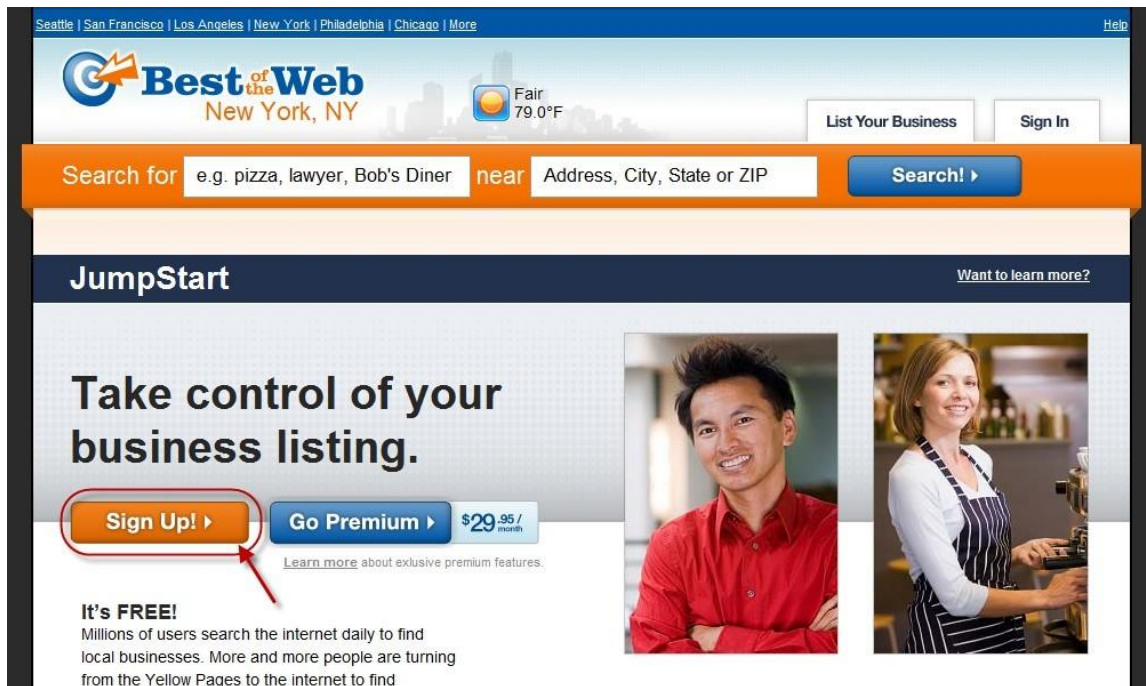 Seattle | San Francisco | Los Angeles | New York | Philadelphia | Chicago | More
Help
Best of the Web
New York, NY
Fair
79.0°F
List Your Business
Sign In
Search for
e.g. pizza, lawyer, Bob's Diner
near
Address, City, State or ZIP
Search!
JumpStart
Want to learn more?
Take control of your
business listing.
Sign Up!
Go Premium
$29.95/month
Learn more about exlusive premium features.
It's FREE!
Millions of users search the internet daily to find
local businesses. More and more people are turning
from the Yellow Pages to the internet to find